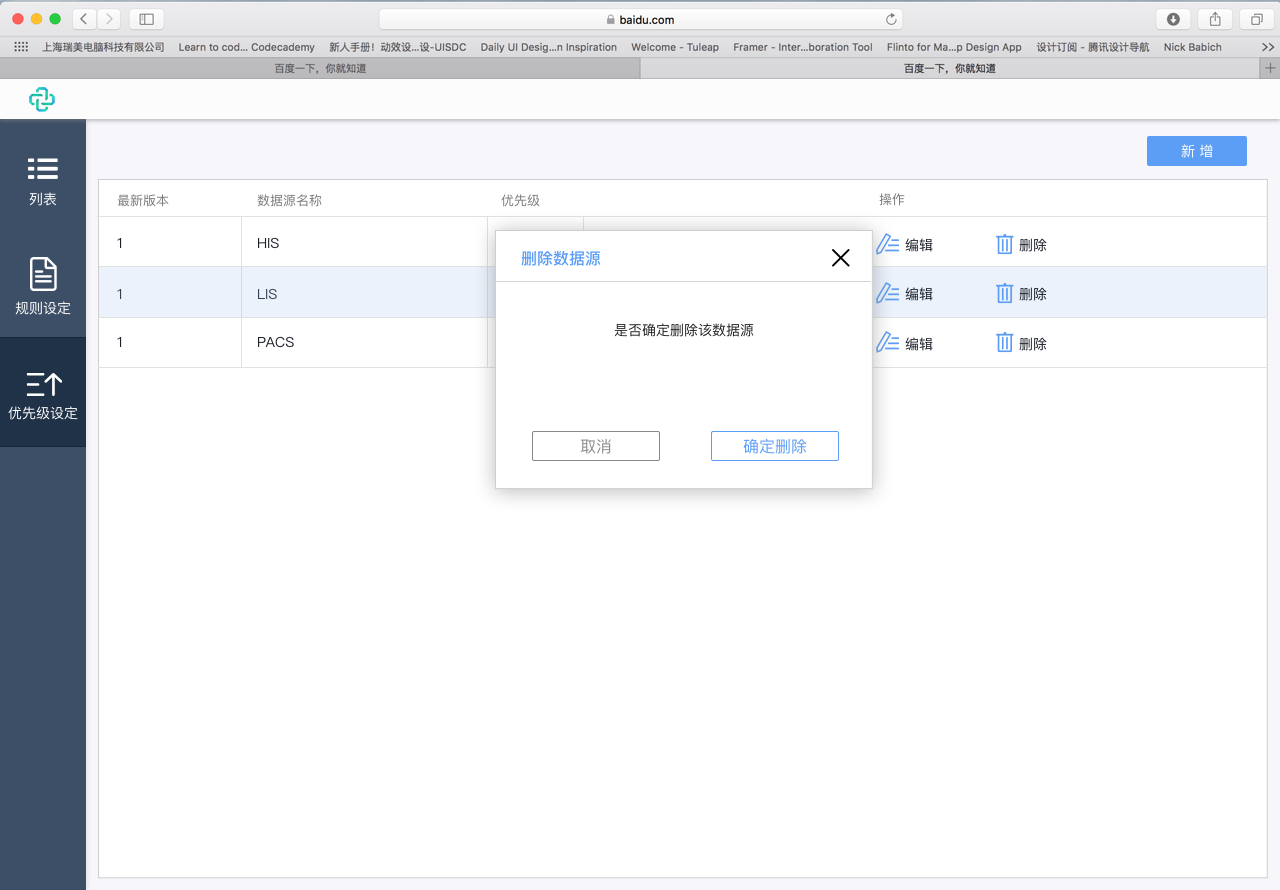 baidu.com
上海瑞美电脑科技有限公司 Learn to cod... Codecademy 新人手册！动效设...设-UISDC Daily UI Desig...n Inspiration Welcome - Tuleap Framer - Inter...boration Tool Flinto for Ma...p Design App 设计订阅 - 腾讯设计导航 Nick Babich
百度一下，你就知道 百度一下，你就知道
新 增
列表
规则设定
优先级设定
最新版本 数据源名称 优先级 操作
1 HIS 编辑 删除
1 LIS 编辑 删除
1 PACS 编辑 删除
删除数据源
是否确定删除该数据源
取消 确定删除